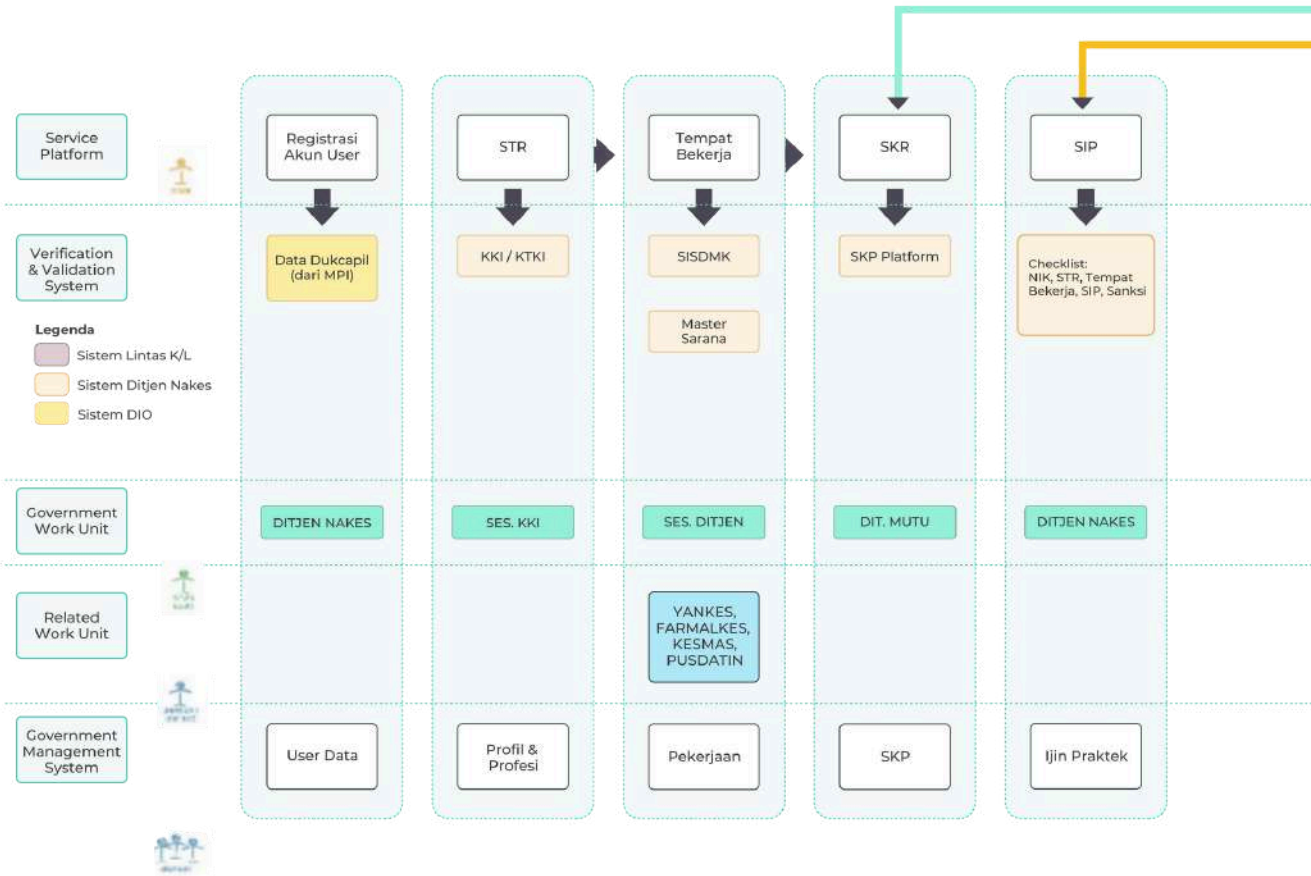 Service
Platform
Registrasi
Akun User
STR
Tempat
Bekerja
SKR
SIP
Verification
& Validation
System
Data Dukcapil
(dari MPI)
KKI / KTKI
SISDMK
Master
Sarana
SKP Platform
Checklist:
NIK, STR, Tempat
Bekerja, SIP, Sanksi
Legenda
Sistem Lintas K/L
Sistem Ditjen Nakes
Sistem DIO
Government
Work Unit
DITJEN NAKES
SES. KKI
SES. DITJEN
DIT. MUTU
DITJEN NAKES
Related
Work Unit
YANKES,
FARMALKES,
KESMAS,
PUSDATIN
Government
Management
System
User Data
Profil &
Profesi
Pekerjaan
SKP
Ijin Praktek